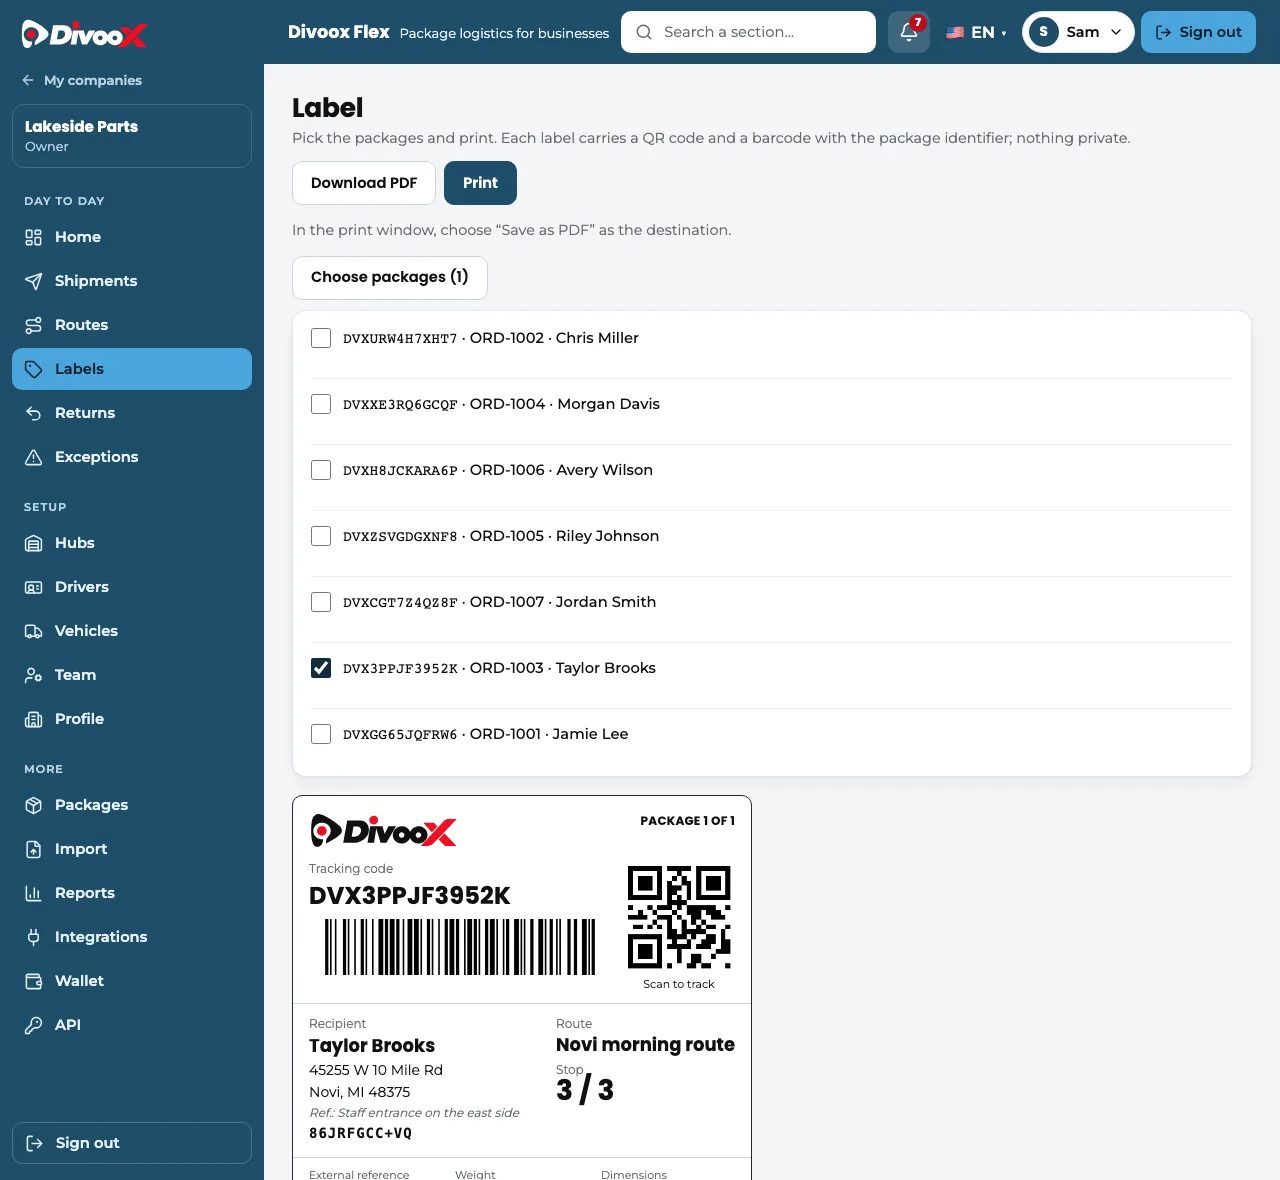 DivooX
Divoox Flex Package logistics for businesses
Search a section...
7
EN
S Sam
Sign out
My companies
Lakeside Parts
Owner
DAY TO DAY
Home
Shipments
Routes
Labels
Returns
Exceptions
SETUP
Hubs
Drivers
Vehicles
Team
Profile
MORE
Packages
Import
Reports
Integrations
Wallet
API
Sign out
Label
Pick the packages and print. Each label carries a QR code and a barcode with the package identifier; nothing private.
Download PDF
Print
In the print window, choose “Save as PDF” as the destination.
Choose packages (1)
DVXURW4H7XHT7 · ORD-1002 · Chris Miller
DVXXE3RQ6GCQF · ORD-1004 · Morgan Davis
DVXH8JCKARA6P · ORD-1006 · Avery Wilson
DVXZSVGDGXNF8 · ORD-1005 · Riley Johnson
DVXCGT7Z4QZ8F · ORD-1007 · Jordan Smith
DVX3PPJF3952K · ORD-1003 · Taylor Brooks
DVXGG65JQFRW6 · ORD-1001 · Jamie Lee
DivooX
PACKAGE 1 OF 1
Tracking code
DVX3PPJF3952K
Scan to track
Recipient
Taylor Brooks
45255 W 10 Mile Rd
Novi, MI 48375
Ref.: Staff entrance on the east side
86JRFGCC+VQ
Route
Novi morning route
Stop
3 / 3
External reference
Weight
Dimensions